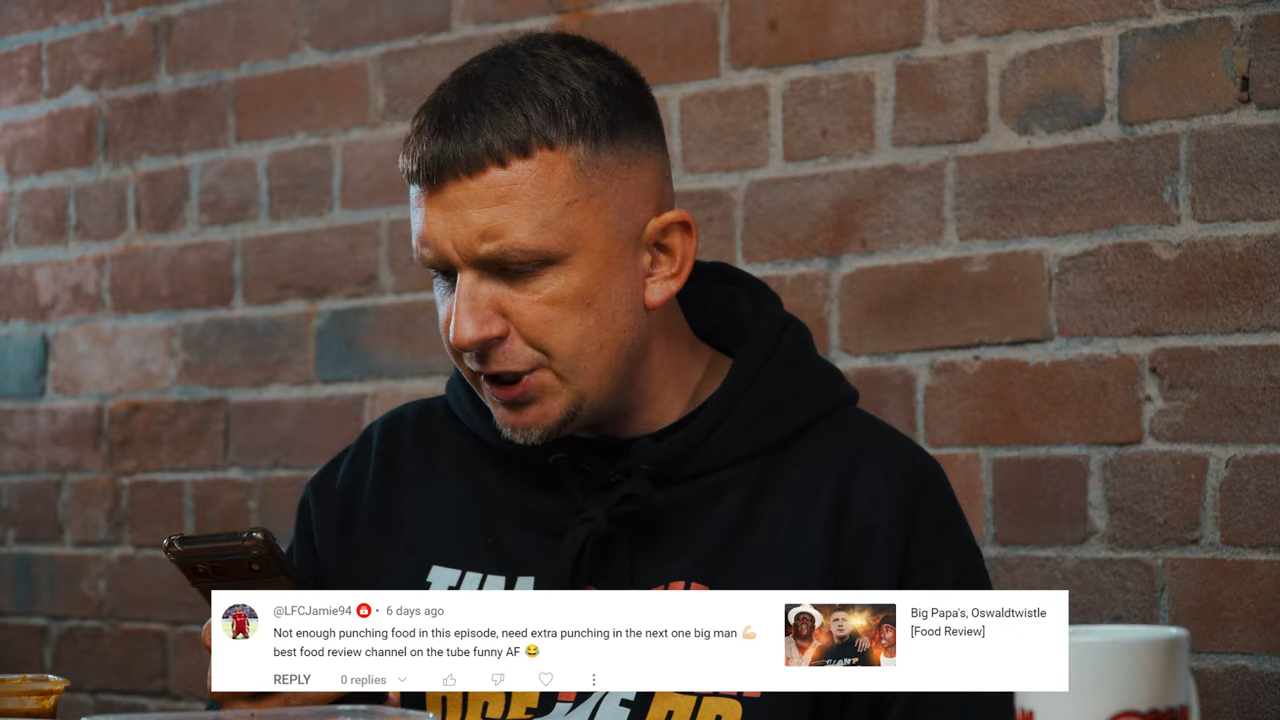 @LFCJamie94 • 6 days ago
Not enough punching food in this episode, need extra punching in the next one big man 💪🏼
best food review channel on the tube funny AF 😂
REPLY 0 replies
Big Papa's, Oswaldtwistle
[Food Review]